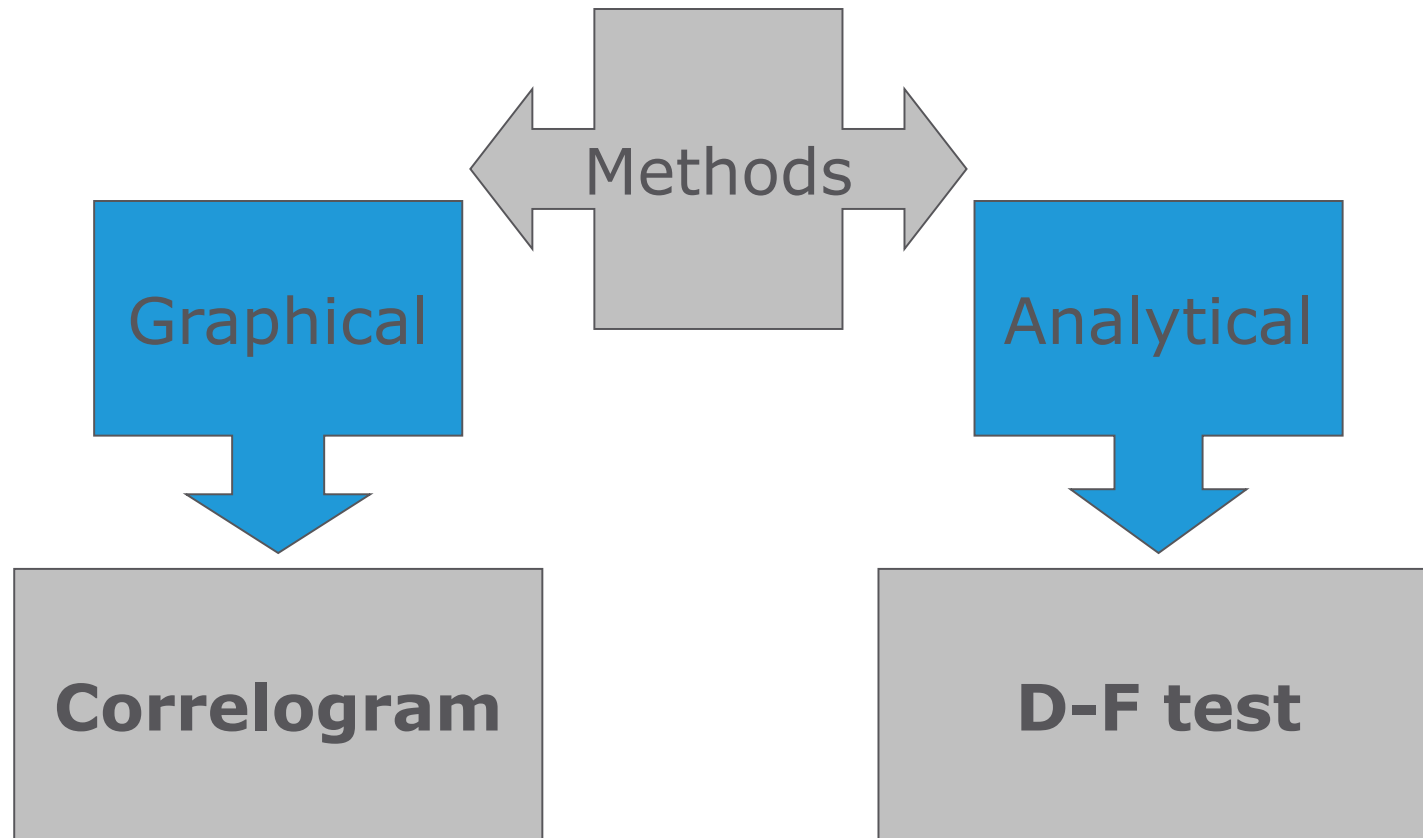 Methods
Graphical
Analytical
Correlogram
D-F test